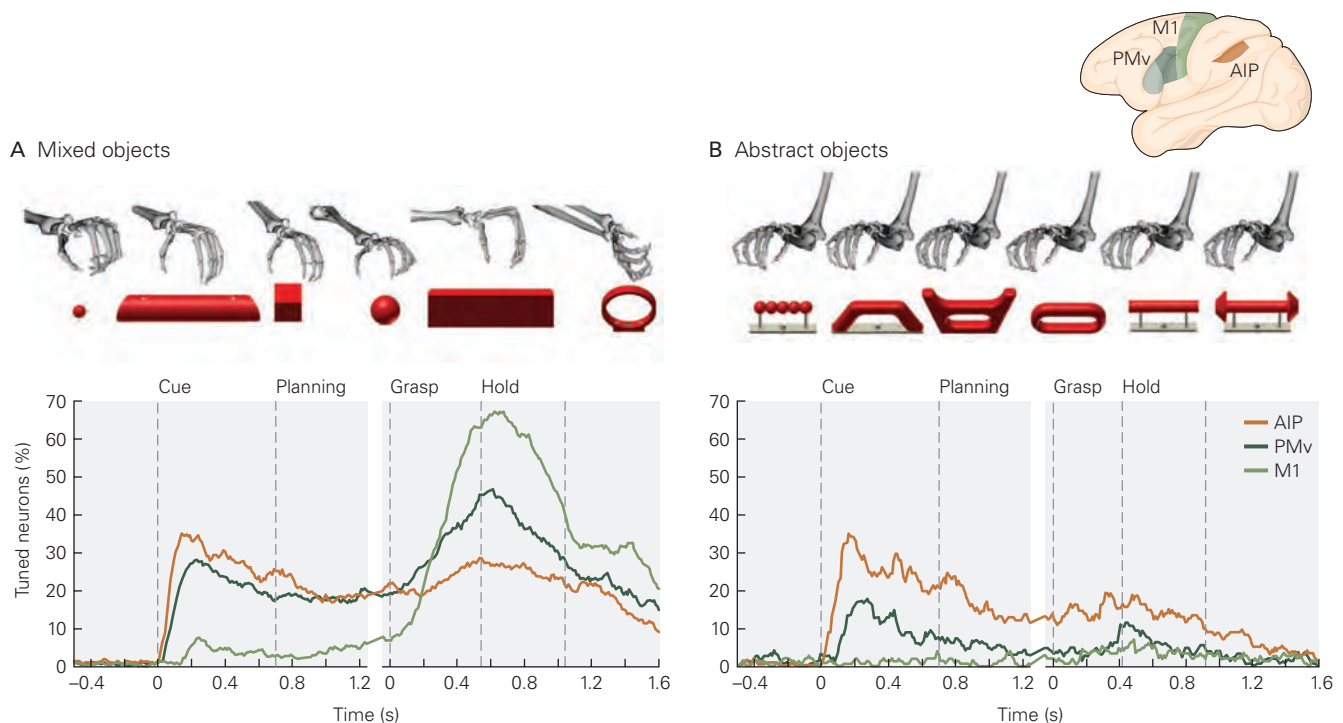 M1
PMv
AIP
A Mixed objects
B Abstract objects
Cue Planning Grasp Hold
70
60
50
40
30
20
10
0
Tuned neurons (%)
–0.4 0 0.4 0.8 1.2 0 0.4 0.8 1.2 1.6
Time (s)
Cue Planning Grasp Hold
70
60
50
40
30
20
10
0
AIP
PMv
M1
–0.4 0 0.4 0.8 1.2 0 0.4 0.8 1.2 1.6
Time (s)